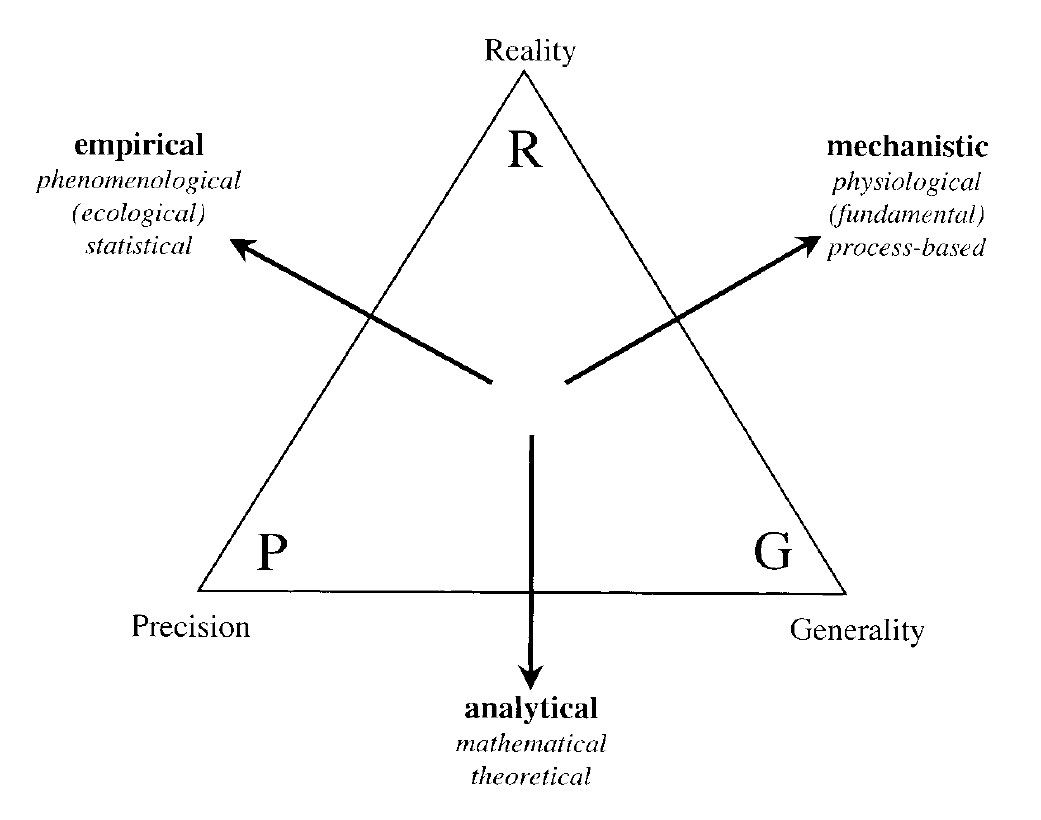 Reality
R
empirical
phenomenological
(ecological)
statistical
mechanistic
physiological
(fundamental)
process-based
P
G
Precision
Generality
analytical
mathematical
theoretical